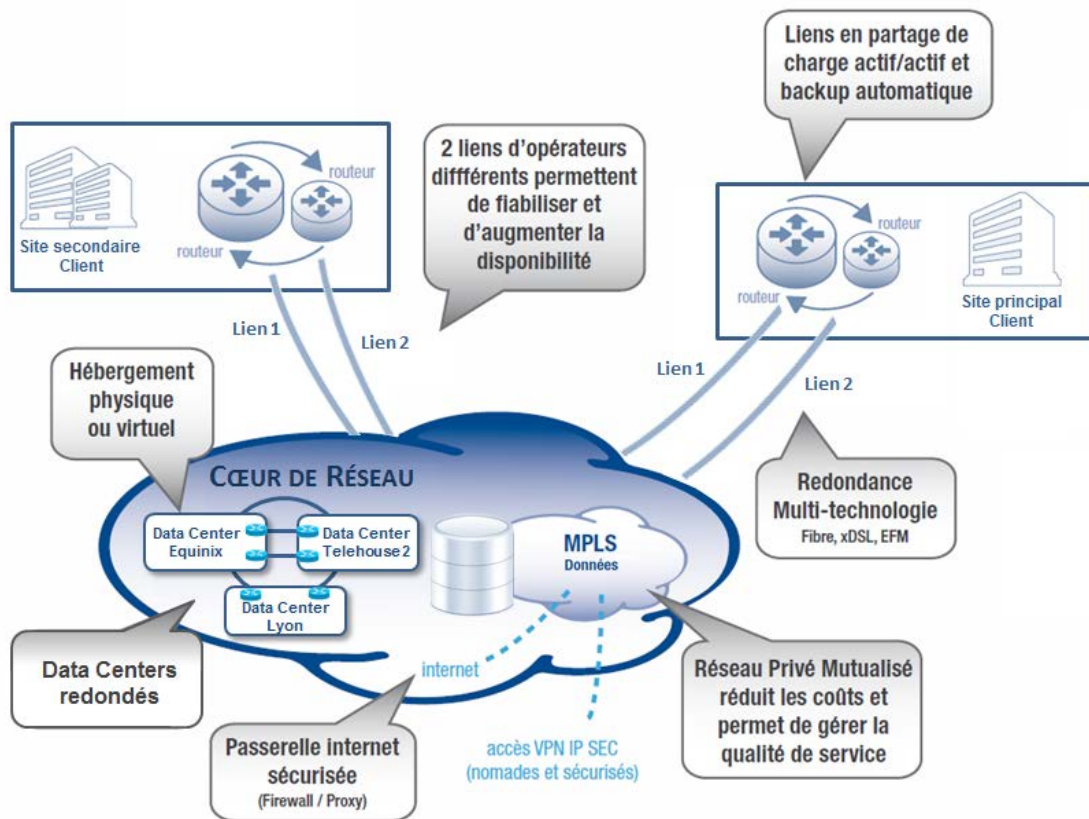 Liens en partage de
charge actif/actif et
backup automatique
2 liens d'opérateurs
diffférents permettent
de fiabiliser et
d'augmenter la
disponibilité
routeur
routeur
Site secondaire
Client
routeur
routeur
Site principal
Client
Lien 1
Lien 2
Lien 1
Lien 2
Hébergement
physique
ou virtuel
CŒUR DE RÉSEAU
Redondance
Multi-technologie
Fibre, xDSL, EFM
Data Center
Equinix
Data Center
Telehouse 2
MPLS
Données
Data Center
Lyon
Data Centers
redondés
internet
Réseau Privé Mutualisé
réduit les coûts et
permet de gérer la
qualité de service
Passerelle internet
sécurisée
(Firewall / Proxy)
accès VPN IP SEC
(nomades et sécurisés)